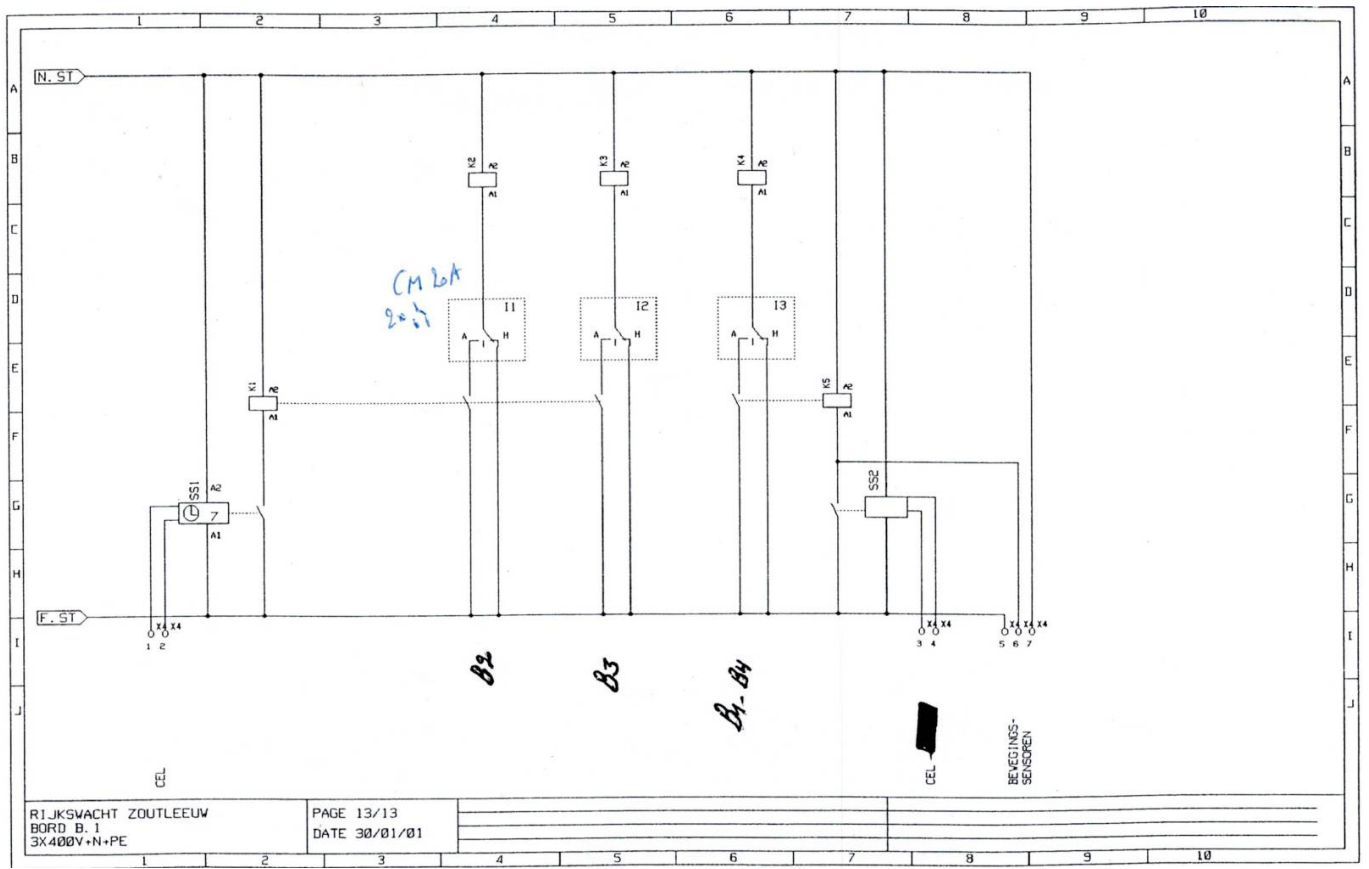 1 2 3 4 5 6 7 8 9 10
A A
N. ST
B B
K2 A2 K3 A2 K4 A2
A1 A1 A1
C C
CM 20A
D D
I1 I2 I3
A H A H A H
E E
K1 A2 K5 A2
A1 A1
F F
SS1 A2 SS2
G G
7
A1
H H
F. ST
X4 X4 X4 X4 X4 X4 X4
I I
1 2 3 4 5 6 7
B2 B3 B1-B4
J J
CEL CEL
BEVEGINGS-
SENSOREN
RIJKSWACHT ZOUTLEEUW
BORD B.1
3X400V+N+PE
PAGE 13/13
DATE 30/01/01
1 2 3 4 5 6 7 8 9 10